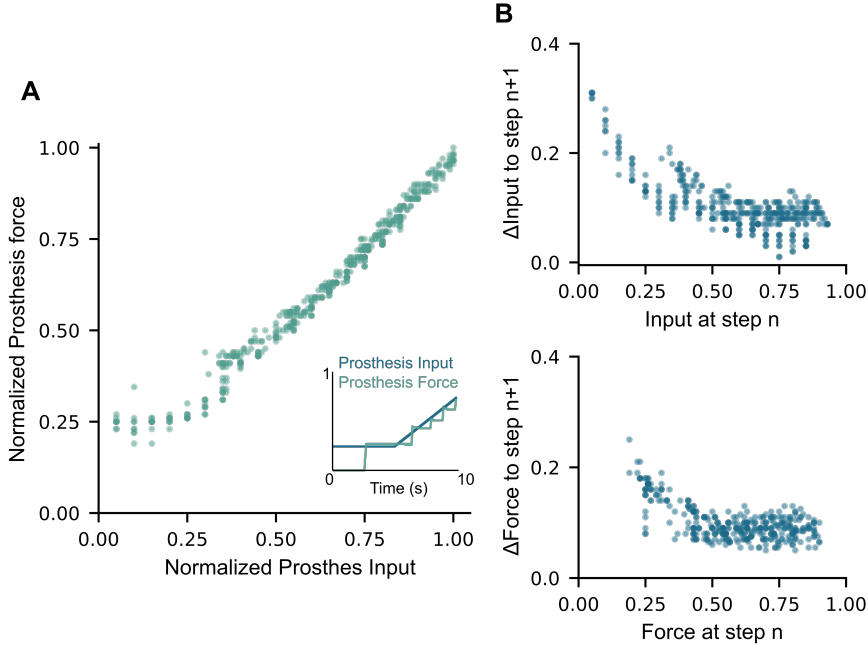 A
Normalized Prosthesis force
1.00
0.75
0.50
0.25
0.00
0.00 0.25 0.50 0.75 1.00
Normalized Prosthes Input
Prosthesis Input
Prosthesis Force
1
0 10
Time (s)
B
ΔInput to step n+1
0.4
0.2
0.0
0.00 0.25 0.50 0.75 1.00
Input at step n
ΔForce to step n+1
0.4
0.2
0.0
0.00 0.25 0.50 0.75 1.00
Force at step n